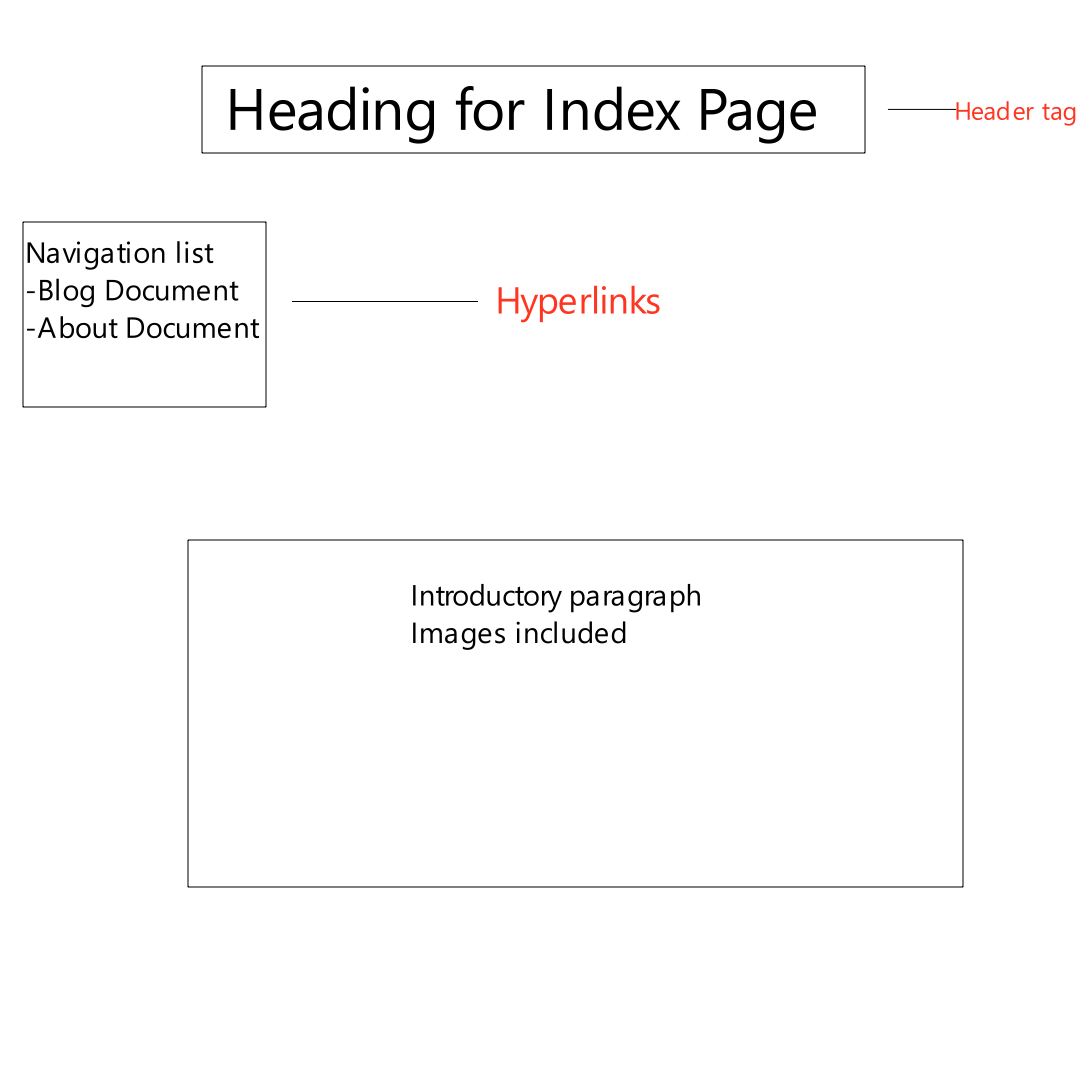 Heading for Index Page
Header tag
Navigation list
-Blog Document
-About Document
Hyperlinks
Introductory paragraph
Images included